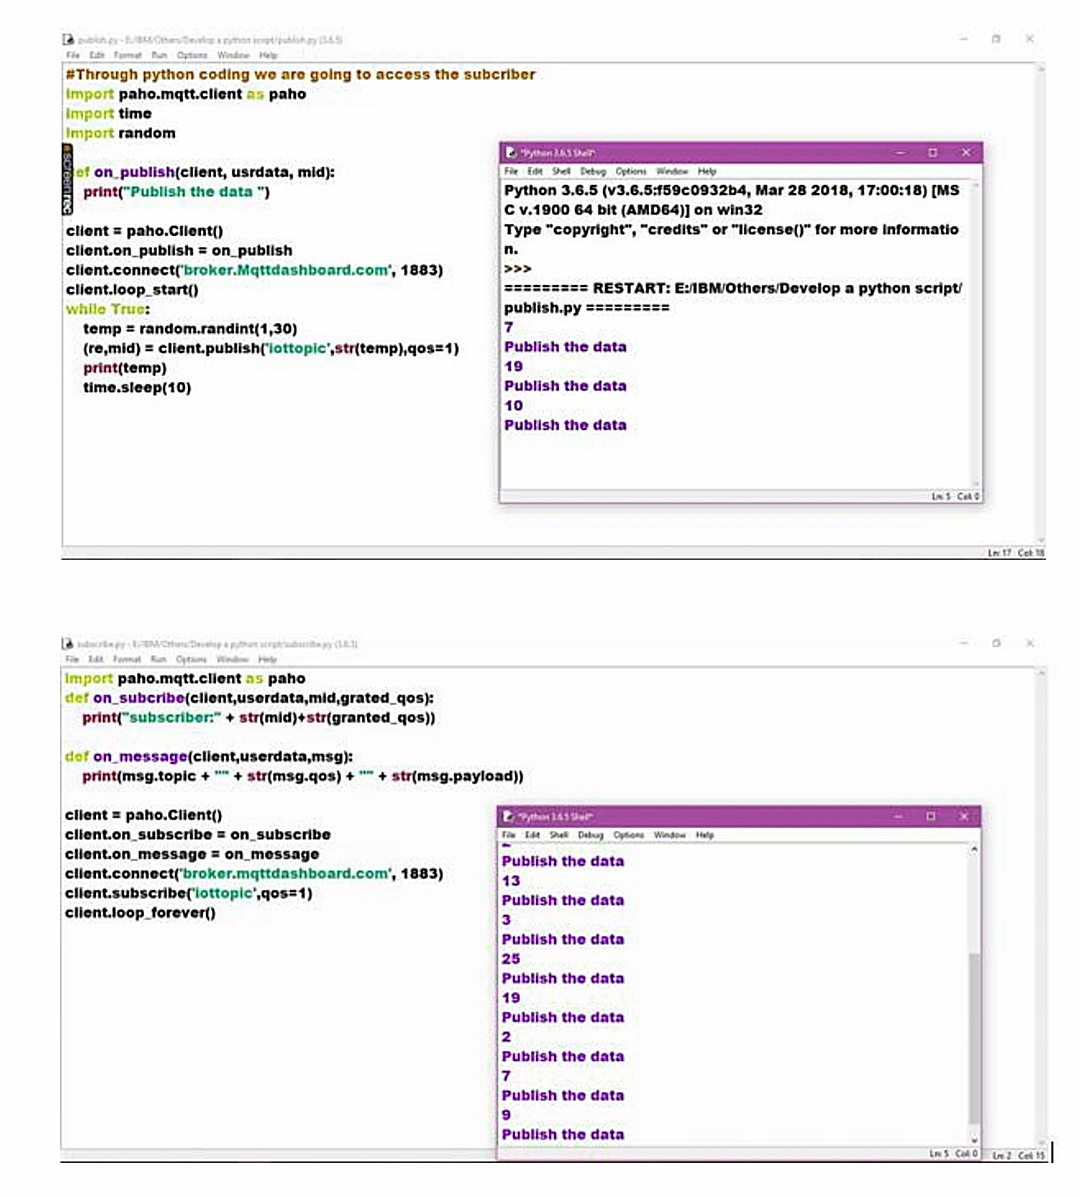 publish.py - E:/IBM/Others/Develop a python script/publish.py (3.6.5)
File Edit Format Run Options Window Help
#Through python coding we are going to access the subcriber
Import paho.mqtt.client as paho
Import time
Import random
ef on_publish(client, usrdata, mid):
print("Publish the data ")
client = paho.Client()
client.on_publish = on_publish
client.connect('broker.Mqttdashboard.com', 1883)
client.loop_start()
while True:
temp = random.randint(1,30)
(re,mid) = client.publish('iottopic',str(temp),qos=1)
print(temp)
time.sleep(10)
Ln: 17 Col: 18
*Python 3.6.5 Shell*
File Edit Shell Debug Options Window Help
Python 3.6.5 (v3.6.5:f59c0932b4, Mar 28 2018, 17:00:18) [MS
C v.1900 64 bit (AMD64)] on win32
Type "copyright", "credits" or "license()" for more informatio
n.
>>>
========= RESTART: E:/IBM/Others/Develop a python script/
publish.py =========
7
Publish the data
19
Publish the data
10
Publish the data
Ln: 5 Col: 0
subscribe.py - E:/IBM/Others/Develop a python script/subscribe.py (3.6.5)
File Edit Format Run Options Window Help
Import paho.mqtt.client as paho
def on_subcribe(client,userdata,mid,grated_qos):
print("subscriber:" + str(mid)+str(granted_qos))
def on_message(client,userdata,msg):
print(msg.topic + "" + str(msg.qos) + "" + str(msg.payload))
client = paho.Client()
client.on_subscribe = on_subscribe
client.on_message = on_message
client.connect('broker.mqttdashboard.com', 1883)
client.subscribe('iottopic',qos=1)
client.loop_forever()
Ln: 2 Col: 15
*Python 3.6.5 Shell*
File Edit Shell Debug Options Window Help
Publish the data
13
Publish the data
3
Publish the data
25
Publish the data
19
Publish the data
2
Publish the data
7
Publish the data
9
Publish the data
Ln: 5 Col: 0